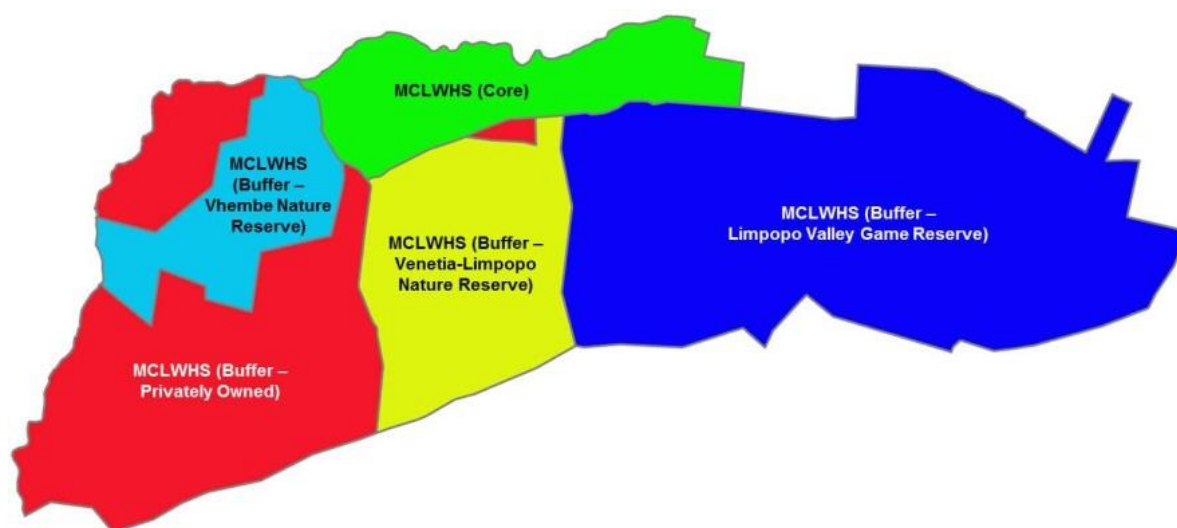 MCLWHS (Core)
MCLWHS
(Buffer –
Vhembe Nature
Reserve)
MCLWHS (Buffer –
Limpopo Valley Game Reserve)
MCLWHS (Buffer –
Venetia-Limpopo
Nature Reserve)
MCLWHS (Buffer –
Privately Owned)